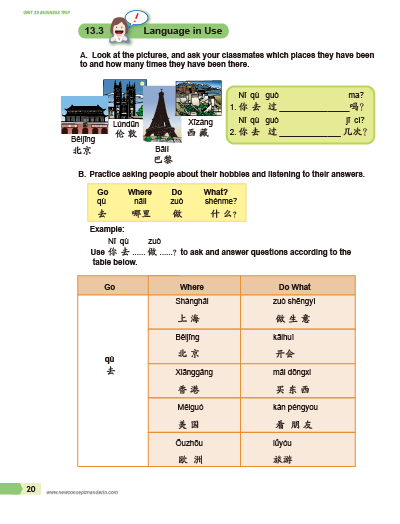 UNIT 13 BUSINESS TRIP
13.3 Language in Use
A. Look at the pictures, and ask your classmates which places they have been
to and how many times they have been there.
Běijīng
北京
Lúndūn
伦敦
Bālí
巴黎
Xīzàng
西藏
Nǐ qù guò ma?
1. 你 去 过 ______ 吗?
Nǐ qù guò jǐ cì?
2. 你 去 过 ______ 几次?
B. Practice asking people about their hobbies and listening to their answers.
Go Where Do What?
qù nǎli zuò shénme?
去 哪里 做 什么?
Example:
Nǐ qù zuò
Use 你 去 ...... 做 ......? to ask and answer questions according to the
table below.
Go Where Do What
qù
去
Shànghǎi zuò shēngyi
上 海 做 生 意
Běijīng kāihuì
北 京 开会
Xiānggǎng mǎi dōngxi
香 港 买 东 西
Měiguó kàn péngyou
美 国 看 朋 友
Ōuzhōu lǚyóu
欧 洲 旅游
20 www.newconceptmandarin.com